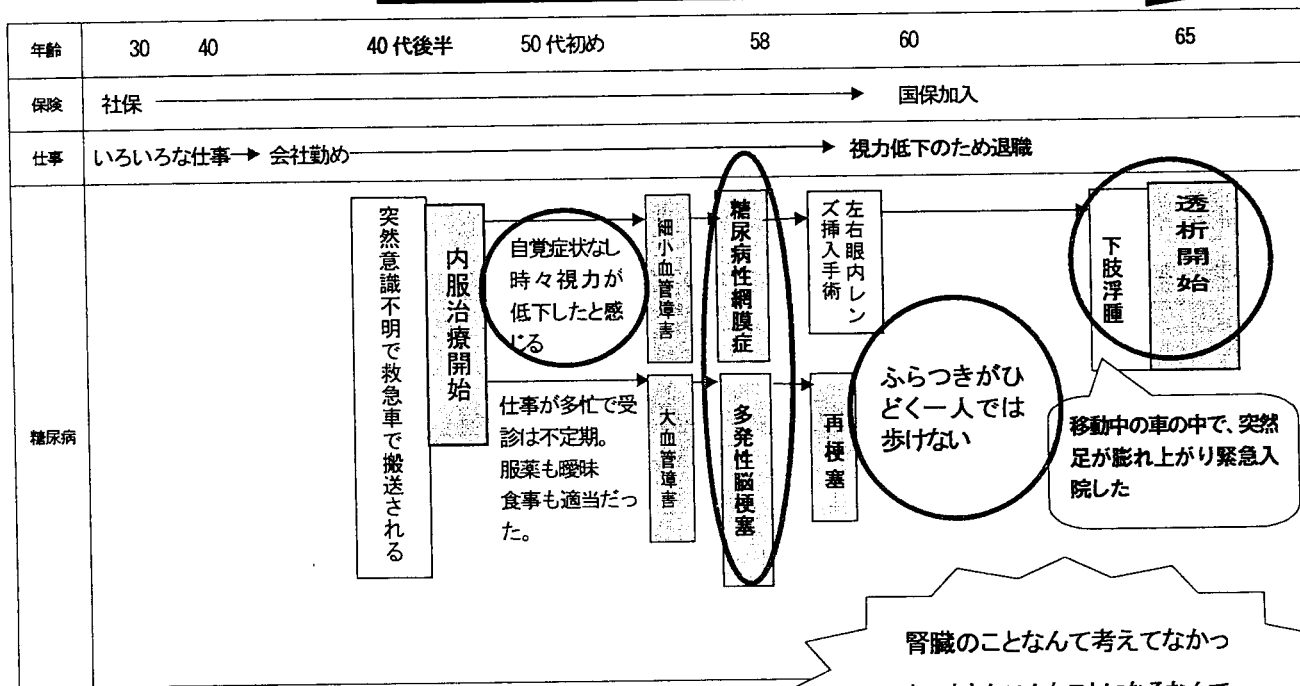 年齢 30 40 40代後半 50代初め 58 60 65
保険 社保 国保加入
仕事 いろいろな仕事 会社勤め 視力低下のため退職
糖尿病
突然意識不明で救急車で搬送される
内服治療開始
自覚症状なし
時々視力が
低下したと感
じる
仕事が多忙で受
診は不定期。
服薬も曖昧
食事も適当だっ
た。
細小血管障害
大血管障害
糖尿病性網膜症
多発性脳梗塞
左右眼内レン
ズ挿入手術
再梗塞
ふらつきがひ
どく一人では
歩けない
下肢浮腫
透析開始
移動中の車の中で、突然
足が膨れ上がり緊急入
院した
腎臓のことなんて考えてなかっ